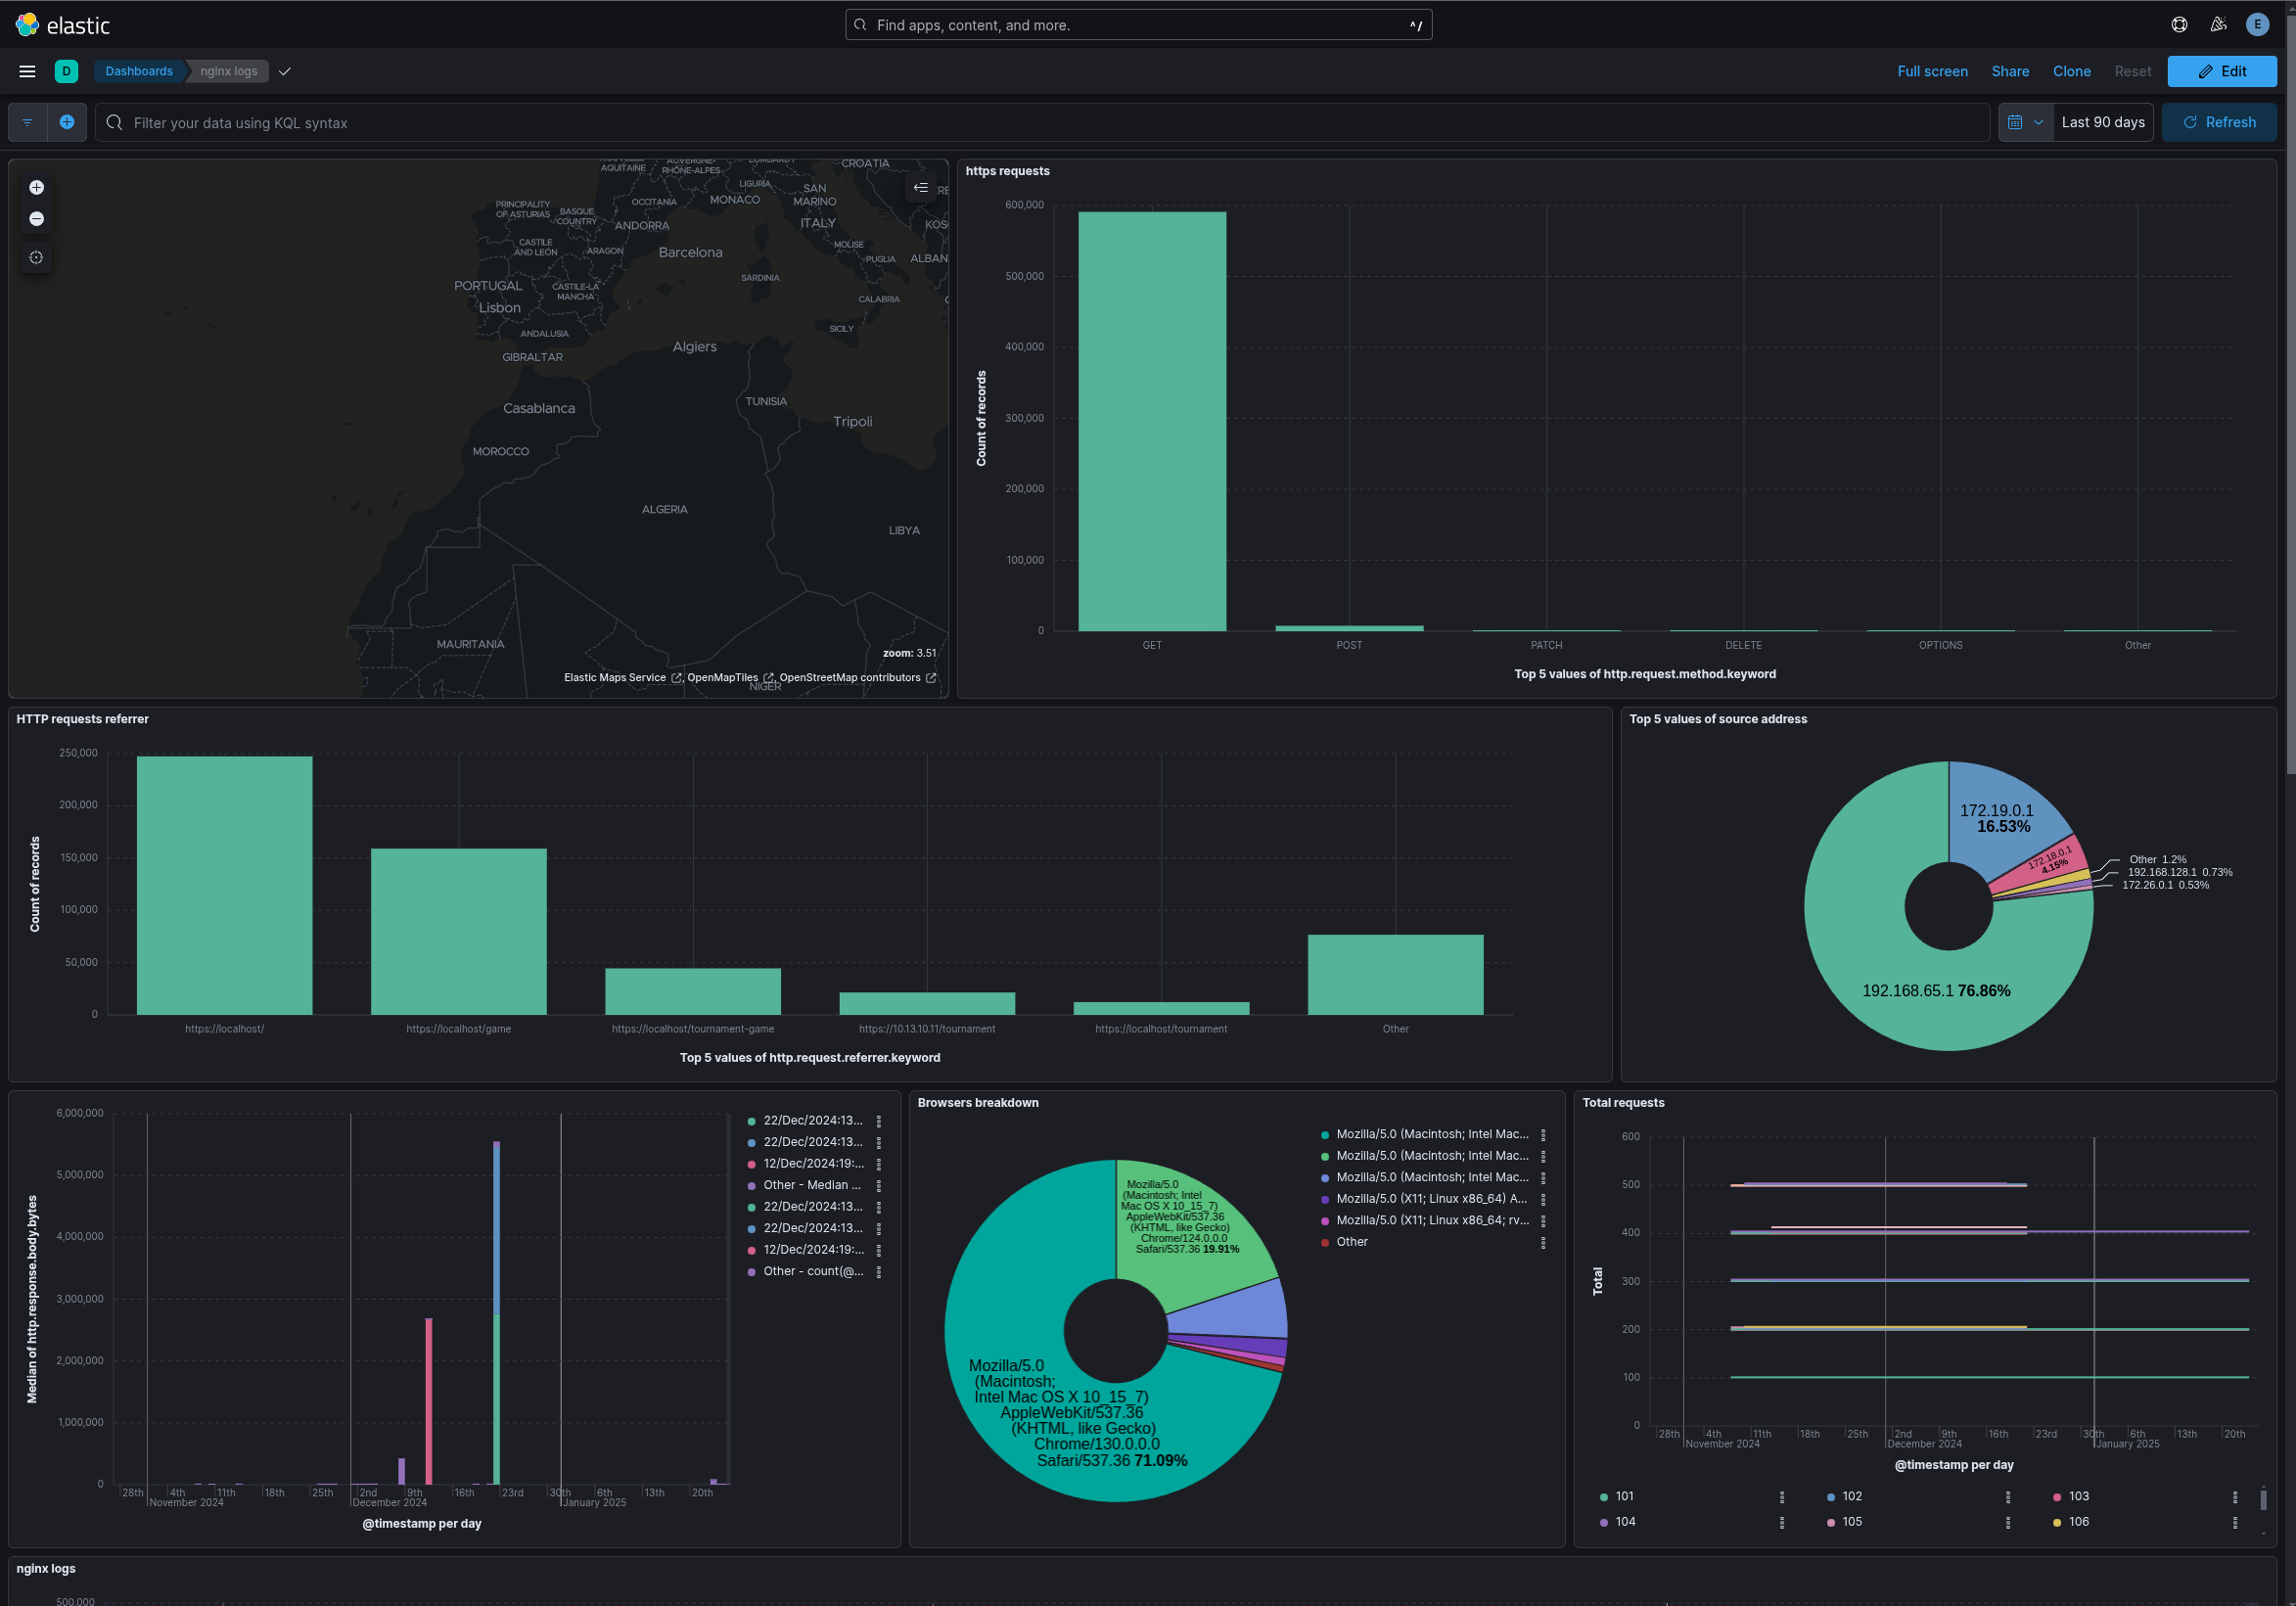 elastic
Find apps, content, and more.
^/
E
D
Dashboards
nginx logs
Full screen
Share
Clone
Reset
Edit
Filter your data using KQL syntax
Last 90 days
Refresh
AQUITAINE
AUVERGNE-
RHÔNE-ALPES
LOMBARDY
CROATIA
PRINCIPALITY
OF ASTURIAS
BASQUE
COUNTRY
OCCITANIA
LIGURIA
MONACO
SAN
MARINO
ANDORRA
ITALY
KOS
CASTILE
AND LEÓN
ARAGON
Barcelona
MOLISE
PUGLIA
ALBAN
SARDINIA
PORTUGAL
CASTILE-LA
MANCHA
Lisbon
CALABRIA
ANDALUSIA
SICILY
GIBRALTAR
Algiers
Casablanca
TUNISIA
Tripoli
MOROCCO
ALGERIA
LIBYA
MAURITANIA
zoom: 3.51
Elastic Maps Service , OpenMapTiles , OpenStreetMap contributors
NIGER
https requests
600,000
500,000
400,000
300,000
200,000
100,000
0
Count of records
GET
POST
PATCH
DELETE
OPTIONS
Other
Top 5 values of http.request.method.keyword
HTTP requests referrer
250,000
200,000
150,000
100,000
50,000
0
Count of records
https://localhost/
https://localhost/game
https://localhost/tournament-game
https://10.13.10.11/tournament
https://localhost/tournament
Other
Top 5 values of http.request.referrer.keyword
Top 5 values of source address
172.19.0.1
16.53%
172.18.0.1
4.15%
Other 1.2%
192.168.128.1 0.73%
172.26.0.1 0.53%
192.168.65.1 76.86%
6,000,000
5,000,000
4,000,000
3,000,000
2,000,000
1,000,000
0
Median of http.response.body.bytes
28th
4th
11th
18th
25th
2nd
9th
16th
23rd
30th
6th
13th
20th
November 2024
December 2024
January 2025
@timestamp per day
22/Dec/2024:13...
22/Dec/2024:13...
12/Dec/2024:19:...
Other - Median ...
22/Dec/2024:13...
22/Dec/2024:13...
12/Dec/2024:19:...
Other - count(@...
Browsers breakdown
Mozilla/5.0
(Macintosh; Intel
Mac OS X 10_15_7)
AppleWebKit/537.36
(KHTML, like Gecko)
Chrome/124.0.0.0
Safari/537.36 19.91%
Mozilla/5.0
(Macintosh;
Intel Mac OS X 10_15_7)
AppleWebKit/537.36
(KHTML, like Gecko)
Chrome/130.0.0.0
Safari/537.36 71.09%
Mozilla/5.0 (Macintosh; Intel Mac...
Mozilla/5.0 (Macintosh; Intel Mac...
Mozilla/5.0 (Macintosh; Intel Mac...
Mozilla/5.0 (X11; Linux x86_64) A...
Mozilla/5.0 (X11; Linux x86_64; rv...
Other
Total requests
600
500
400
300
200
100
0
Total
28th
4th
11th
18th
25th
2nd
9th
16th
23rd
30th
6th
13th
20th
November 2024
December 2024
January 2025
@timestamp per day
101
102
103
104
105
106
nginx logs
500,000